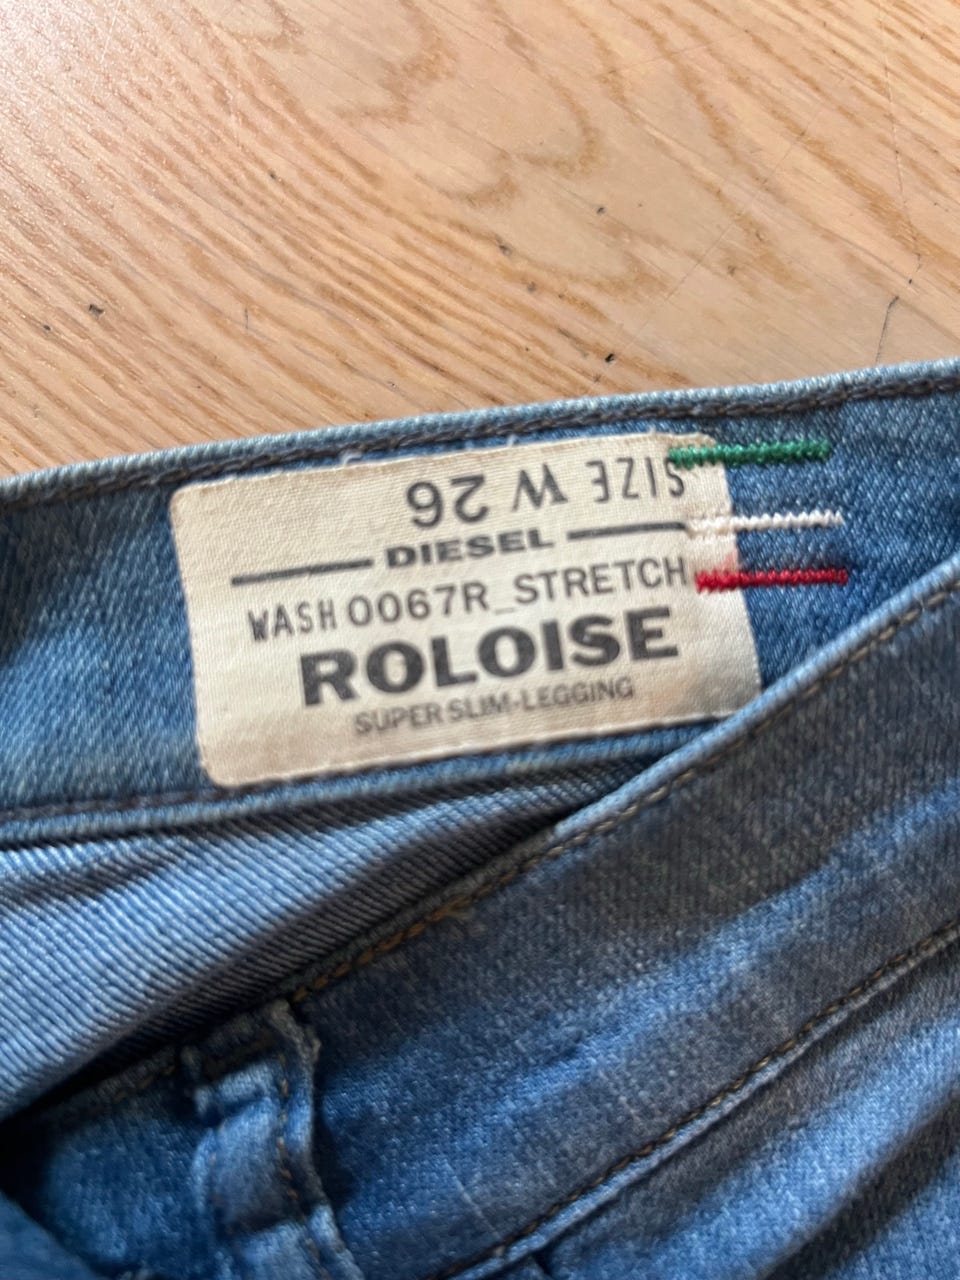 SIZE W 26
DIESEL
WASH 0067R_STRETCH
ROLOISE
SUPER SLIM-LEGGING